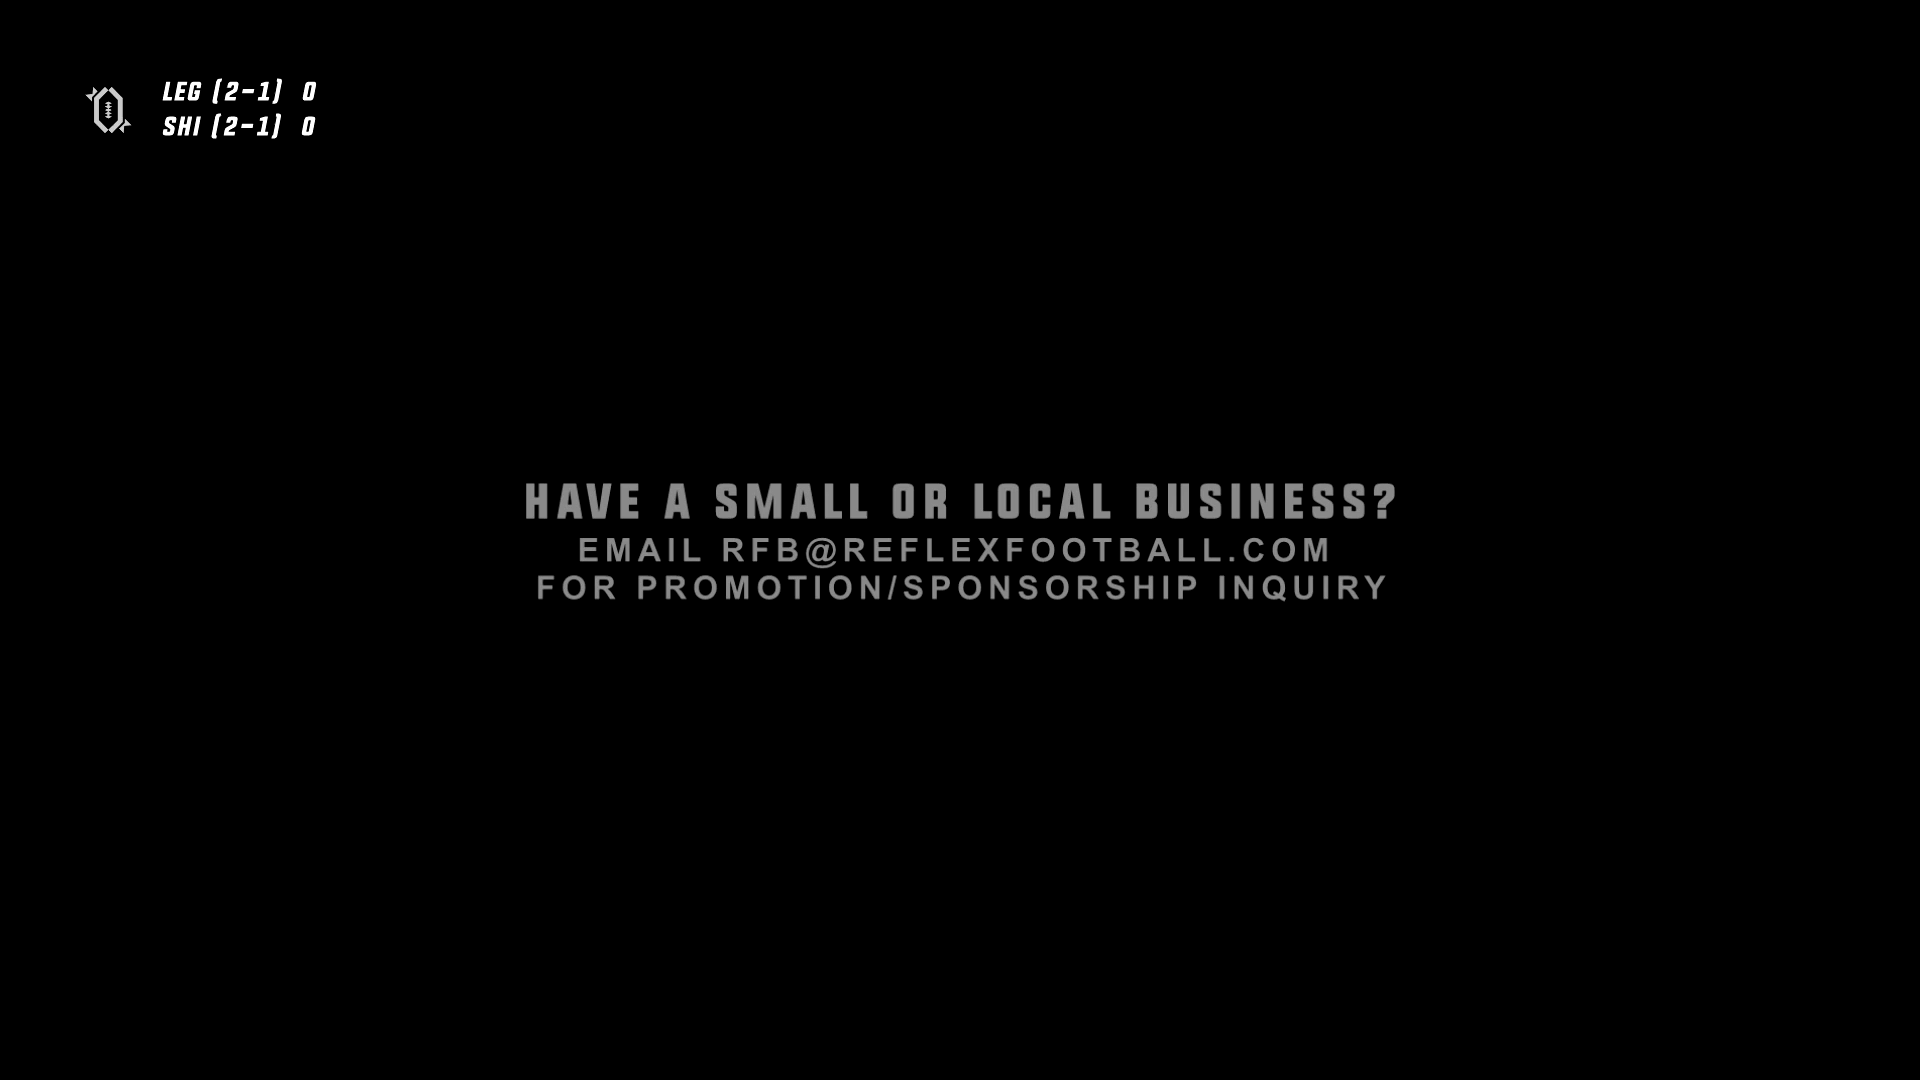 LEG (2-1) 0
SHI (2-1) 0
HAVE A SMALL OR LOCAL BUSINESS?
EMAIL RFB@REFLEXFOOTBALL.COM
FOR PROMOTION/SPONSORSHIP INQUIRY